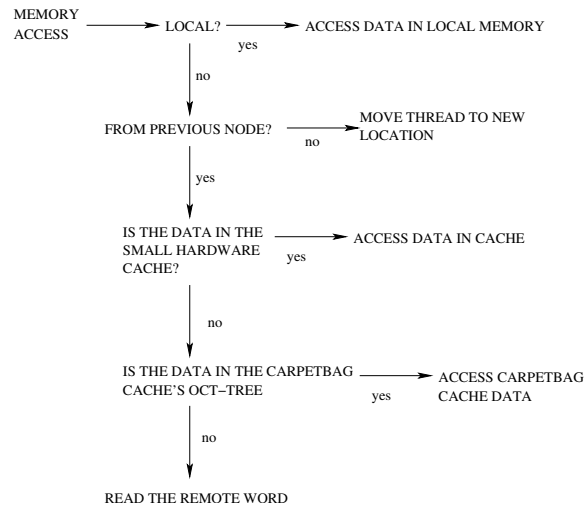 MEMORY
ACCESS
LOCAL?
yes
ACCESS DATA IN LOCAL MEMORY
no
FROM PREVIOUS NODE?
no
MOVE THREAD TO NEW
LOCATION
yes
IS THE DATA IN THE
SMALL HARDWARE
CACHE?
yes
ACCESS DATA IN CACHE
no
IS THE DATA IN THE CARPETBAG
CACHE'S OCT−TREE
yes
ACCESS CARPETBAG
CACHE DATA
no
READ THE REMOTE WORD